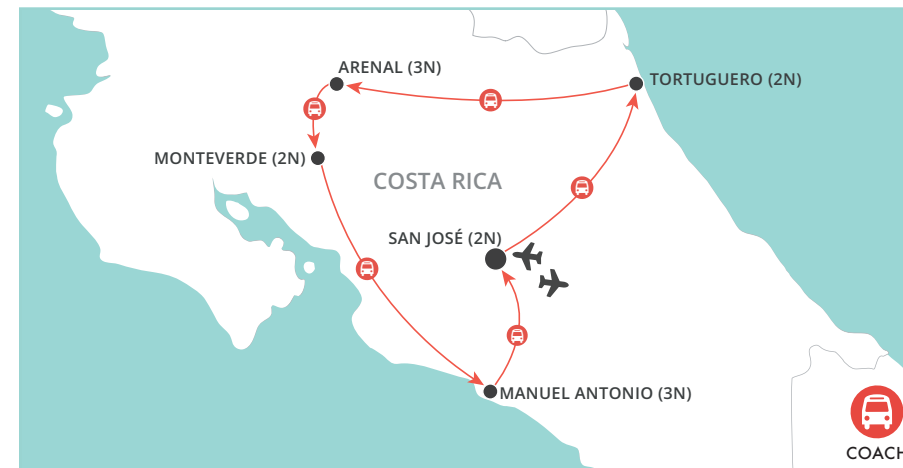 ARENAL (3N)
TORTUGUERO (2N)
MONTEVERDE (2N)
COSTA RICA
SAN JOSÉ (2N)
MANUEL ANTONIO (3N)
COACH